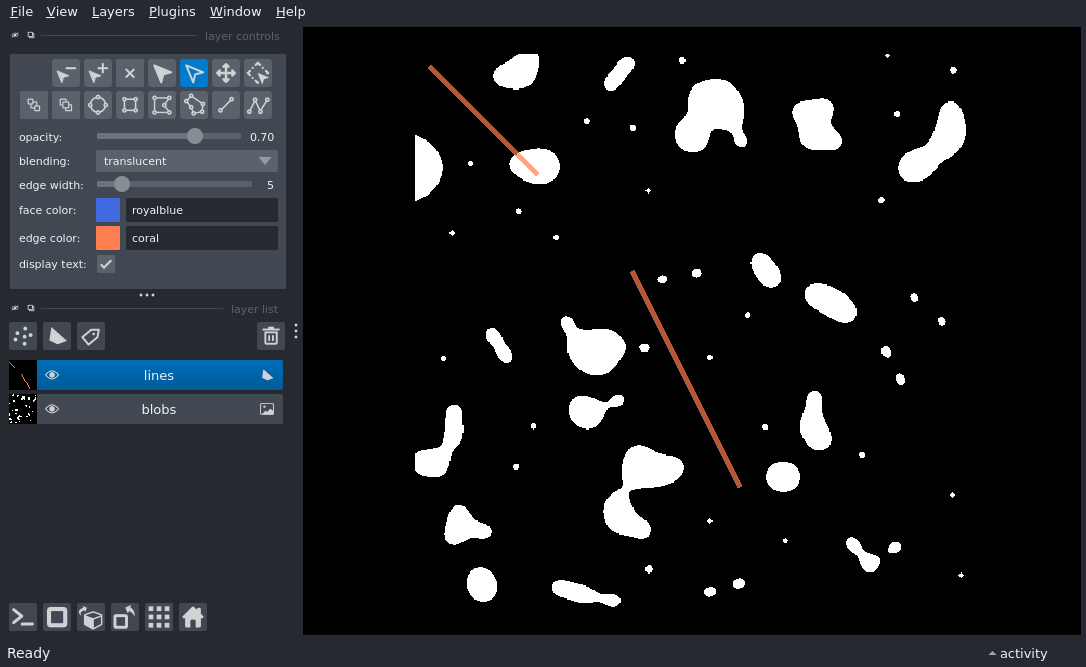 File View Layers Plugins Window Help
layer controls
opacity: 0.70
blending: translucent
edge width: 5
face color: royalblue
edge color: coral
display text:
layer list
lines
blobs
Ready
activity